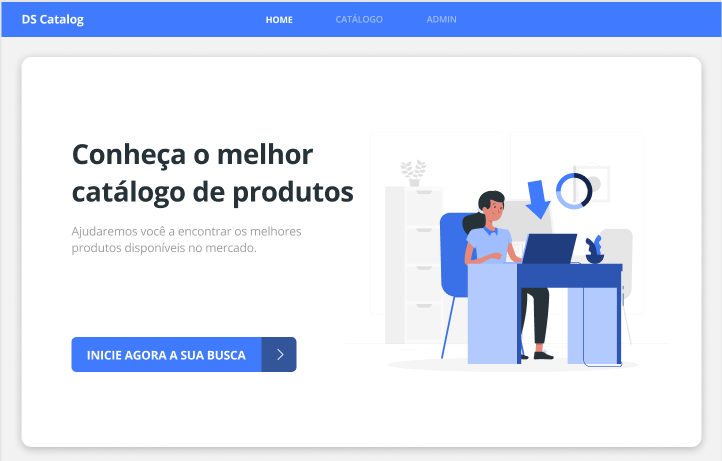 DS Catalog
HOME
CATÁLOGO
ADMIN
Conheça o melhor
catálogo de produtos
Ajudaremos você a encontrar os melhores
produtos disponíveis no mercado.
INICIE AGORA A SUA BUSCA